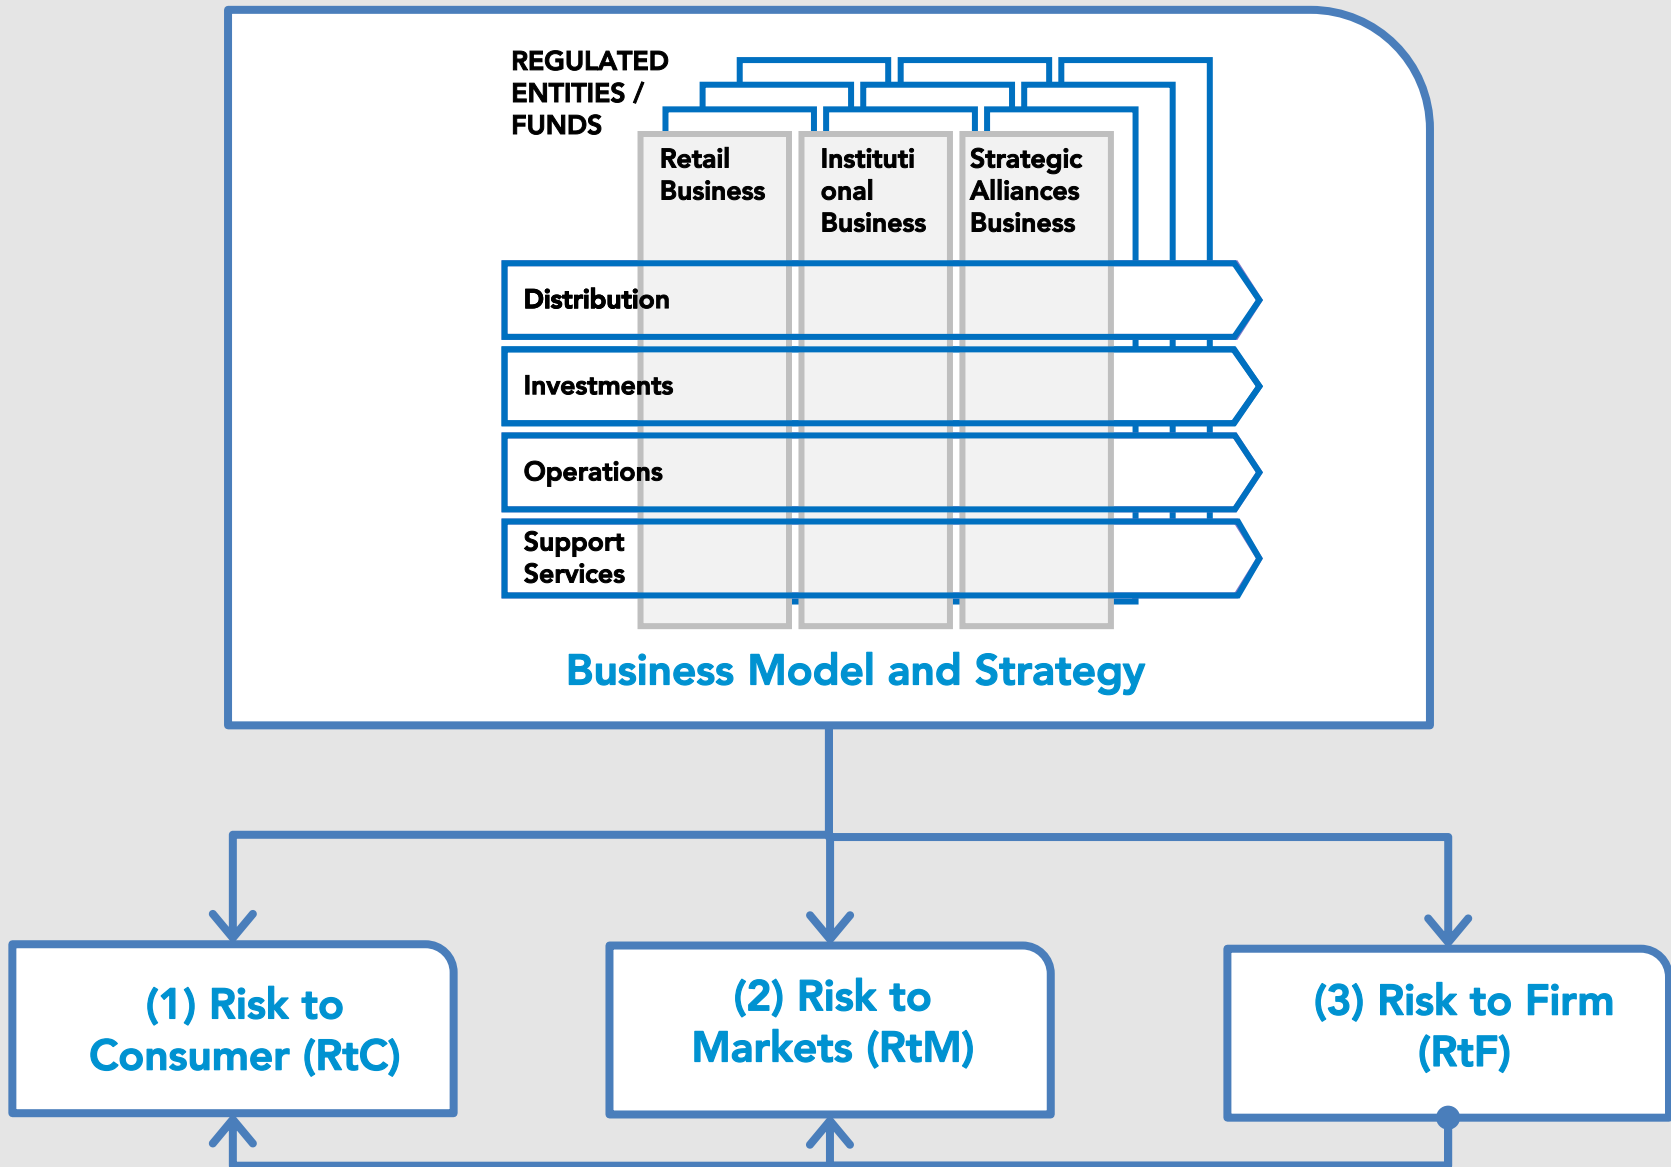 REGULATED
ENTITIES /
FUNDS
Retail
Business
Instituti
onal
Business
Strategic
Alliances
Business
Distribution
Investments
Operations
Support
Services
Business Model and Strategy
(1) Risk to
Consumer (RtC)
(2) Risk to
Markets (RtM)
(3) Risk to Firm
(RtF)